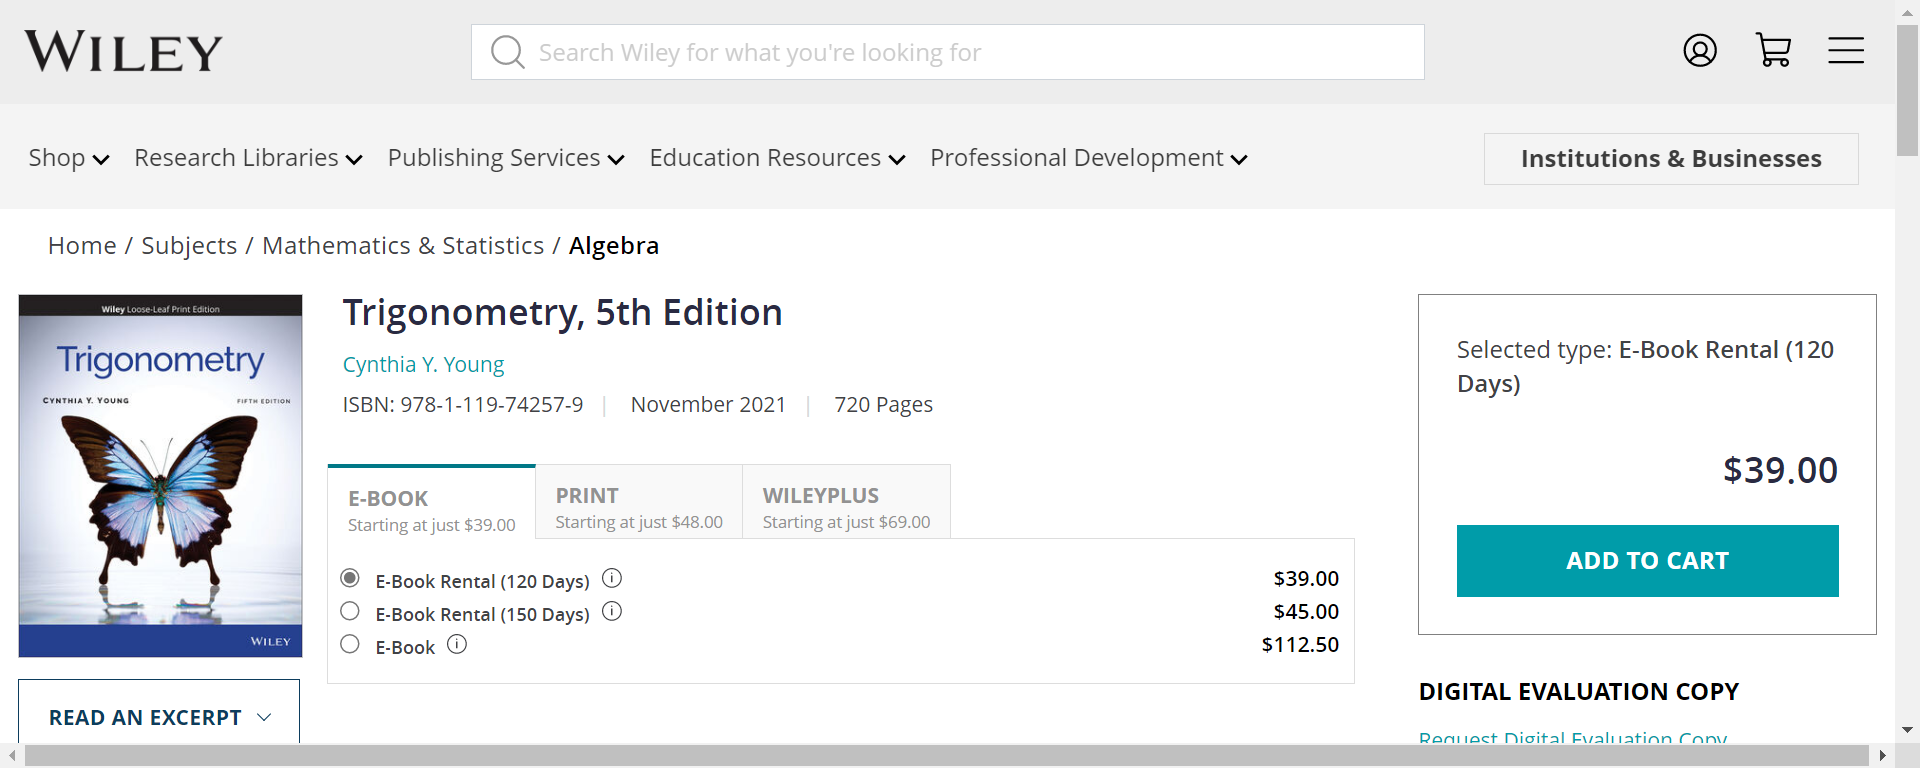 WILEY
Search Wiley for what you're looking for
Shop Research Libraries Publishing Services Education Resources Professional Development
Institutions & Businesses
Home / Subjects / Mathematics & Statistics / Algebra
Wiley Loose-Leaf Print Edition
Trigonometry
CYNTHIA Y. YOUNG FIFTH EDITION
WILEY
READ AN EXCERPT
Trigonometry, 5th Edition
Cynthia Y. Young
ISBN: 978-1-119-74257-9 | November 2021 | 720 Pages
E-BOOK
Starting at just $39.00
PRINT
Starting at just $48.00
WILEYPLUS
Starting at just $69.00
E-Book Rental (120 Days) $39.00
E-Book Rental (150 Days) $45.00
E-Book $112.50
Selected type: E-Book Rental (120
Days)
$39.00
ADD TO CART
DIGITAL EVALUATION COPY
Request Digital Evaluation Copy